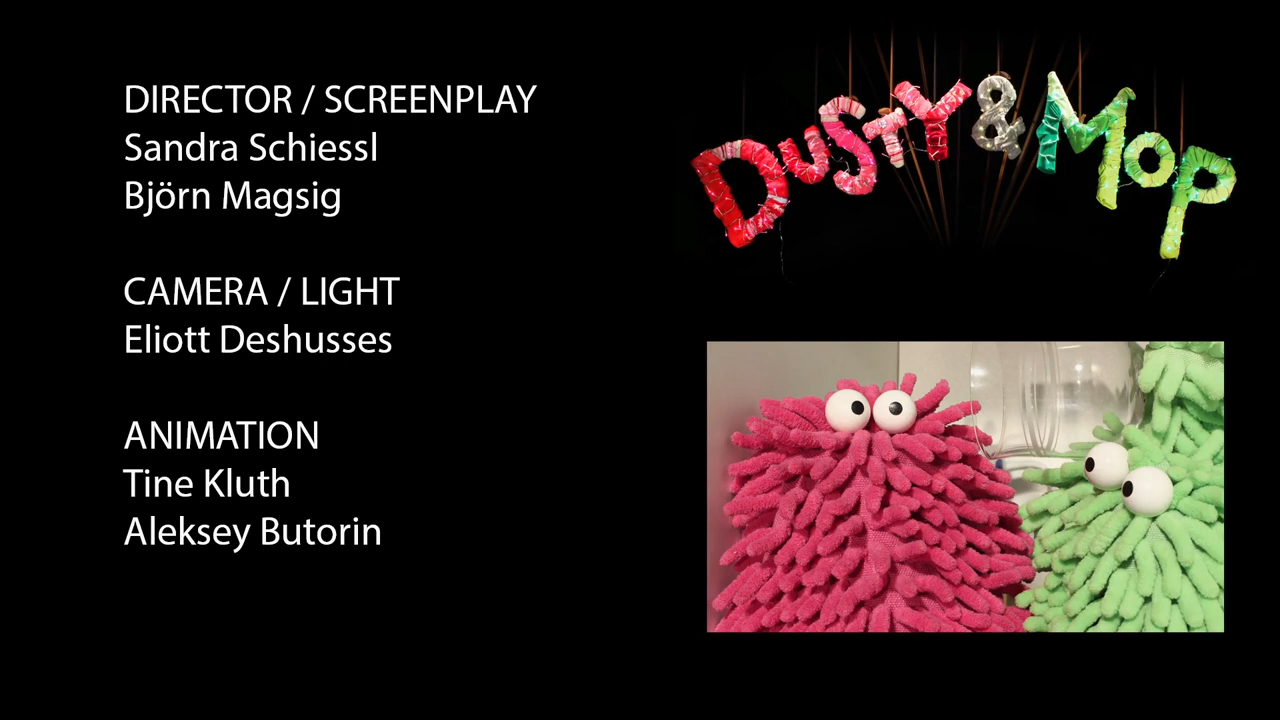 DIRECTOR / SCREENPLAY
Sandra Schiessl
Björn Magsig
CAMERA / LIGHT
Eliott Deshusses
ANIMATION
Tine Kluth
Aleksey Butorin
DUSTY & MOP